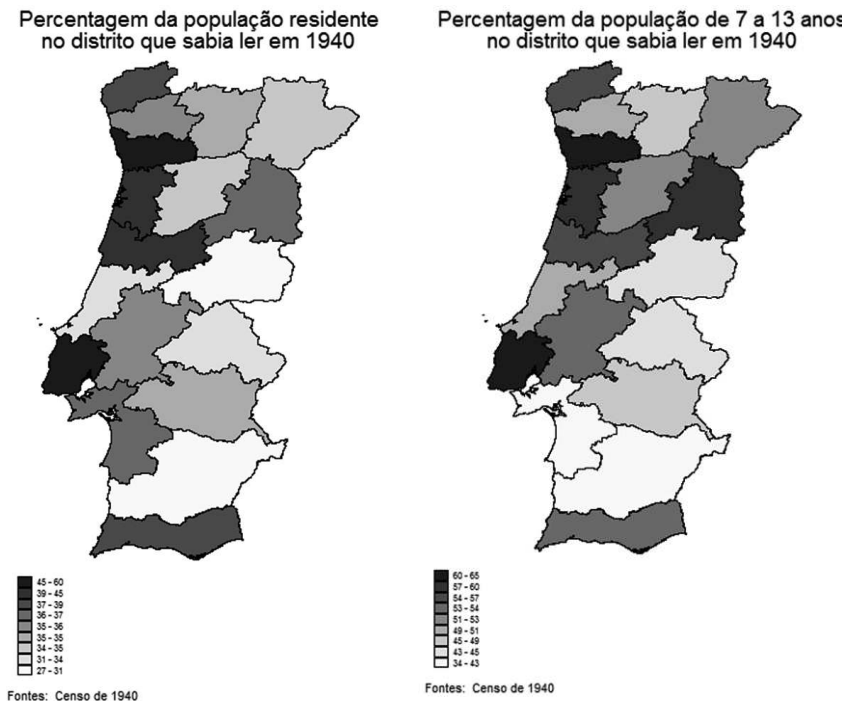 Percentagem da população residente
no distrito que sabia ler em 1940
45 - 60
39 - 45
37 - 39
36 - 37
35 - 36
35 - 35
34 - 35
31 - 34
27 - 31
Fontes: Censo de 1940
Percentagem da população de 7 a 13 anos
no distrito que sabia ler em 1940
60 - 65
57 - 60
54 - 57
53 - 54
51 - 53
49 - 51
45 - 49
43 - 45
34 - 43
Fontes: Censo de 1940